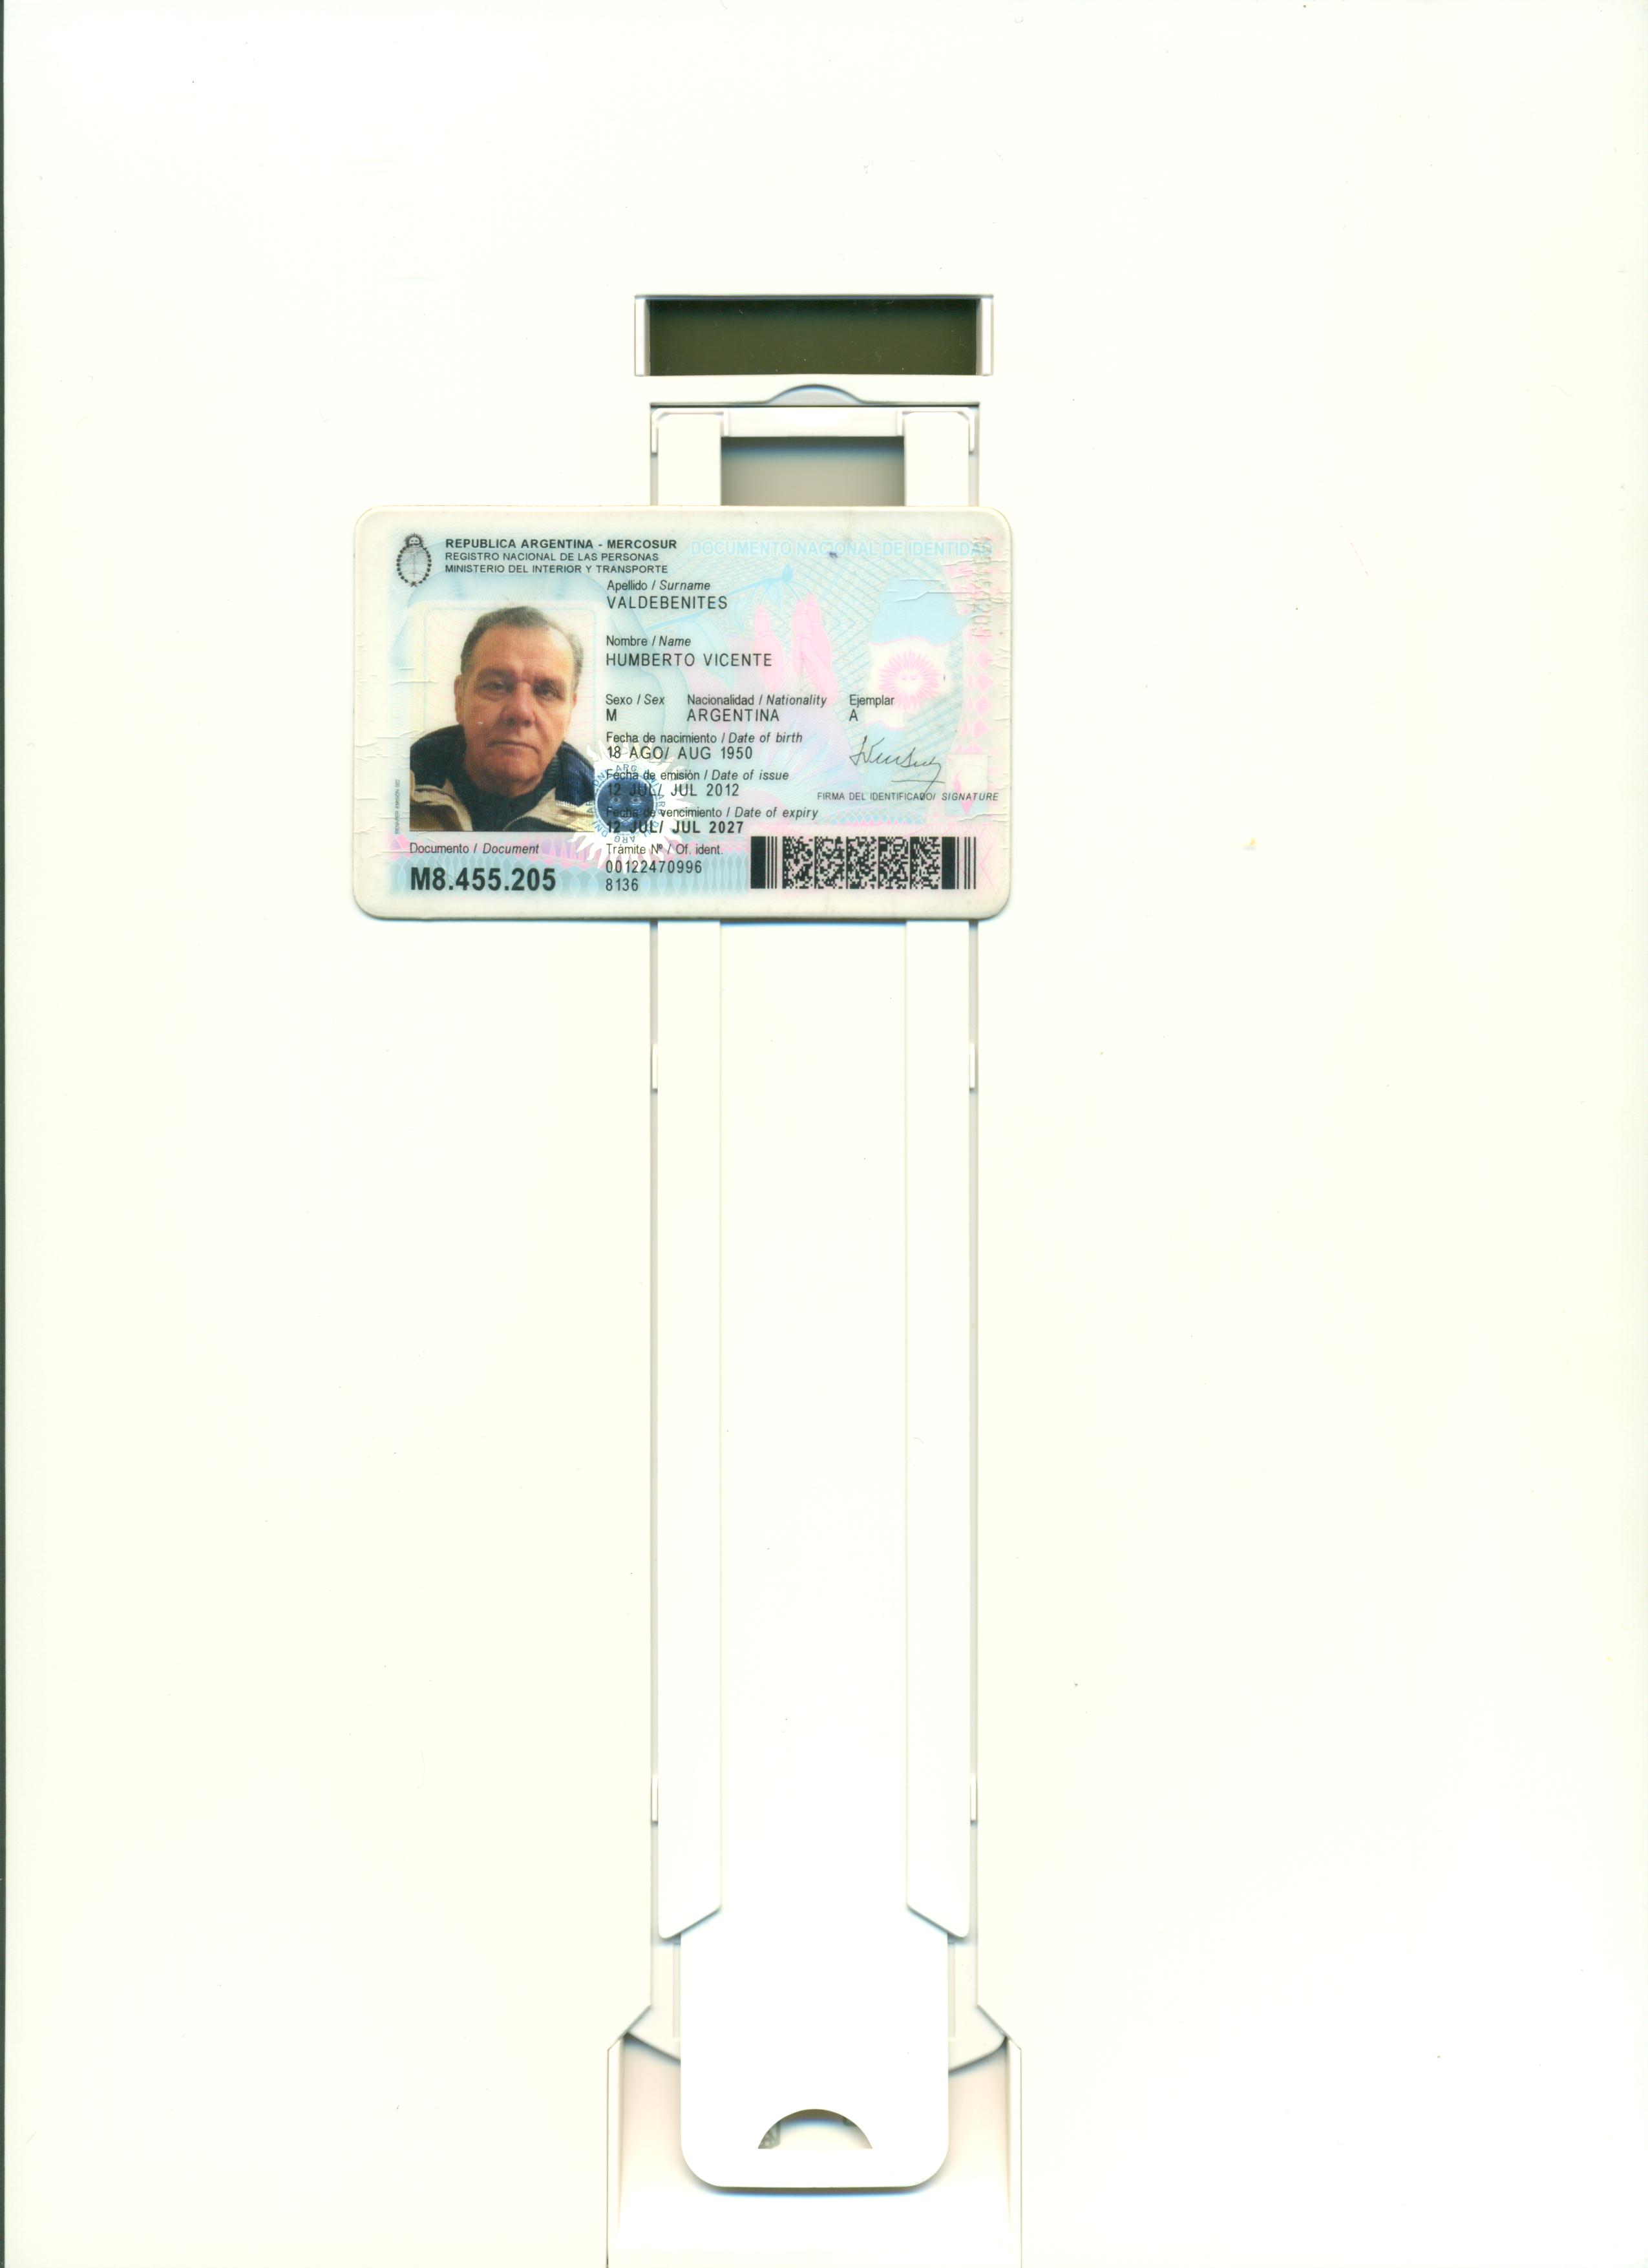 REPUBLICA ARGENTINA - MERCOSUR
REGISTRO NACIONAL DE LAS PERSONAS
MINISTERIO DEL INTERIOR Y TRANSPORTE
DOCUMENTO NACIONAL DE IDENTIDAD
Apellido / Surname
VALDEBENITES
Nombre / Name
HUMBERTO VICENTE
Sexo / Sex Nacionalidad / Nationality Ejemplar
M ARGENTINA A
Fecha de nacimiento / Date of birth
18 AGO/ AUG 1950
Fecha de emisión / Date of issue
12 JUL/ JUL 2012
FIRMA DEL IDENTIFICADO/ SIGNATURE
Fecha de vencimiento / Date of expiry
12 JUL/ JUL 2027
Documento / Document Trámite Nº / Of. ident.
M8.455.205 00122470996
8136